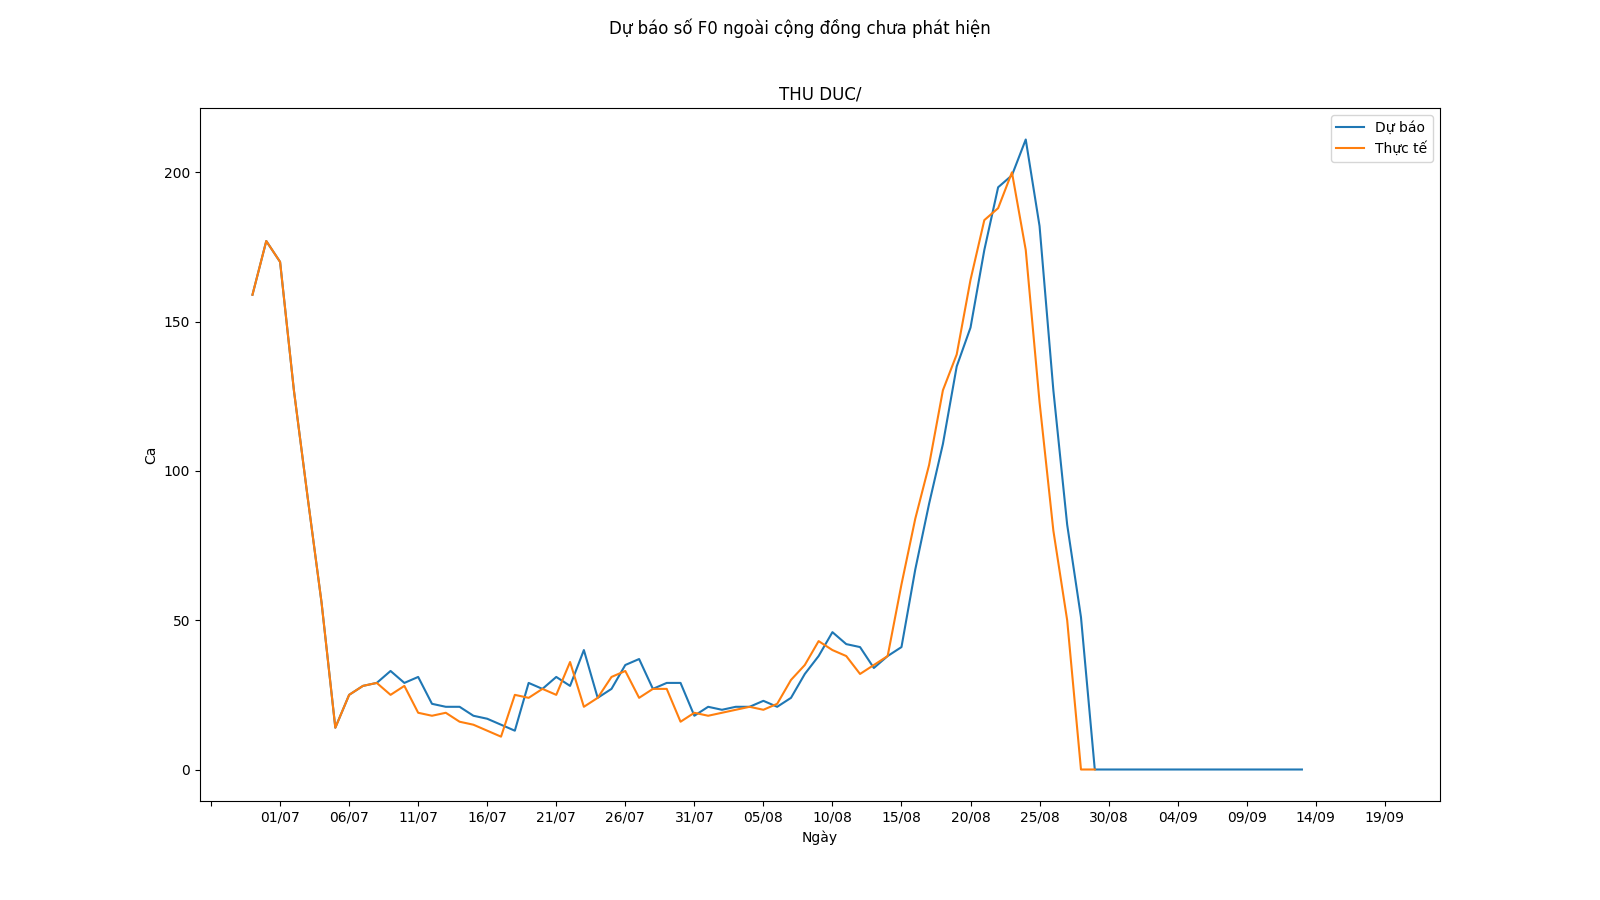 Dự báo số F0 ngoài cộng đồng chưa phát hiện
THU DUC/
Dự báo
Thực tế
200
150
100
50
0
Ca
01/07 06/07 11/07 16/07 21/07 26/07 31/07 05/08 10/08 15/08 20/08 25/08 30/08 04/09 09/09 14/09 19/09
Ngày